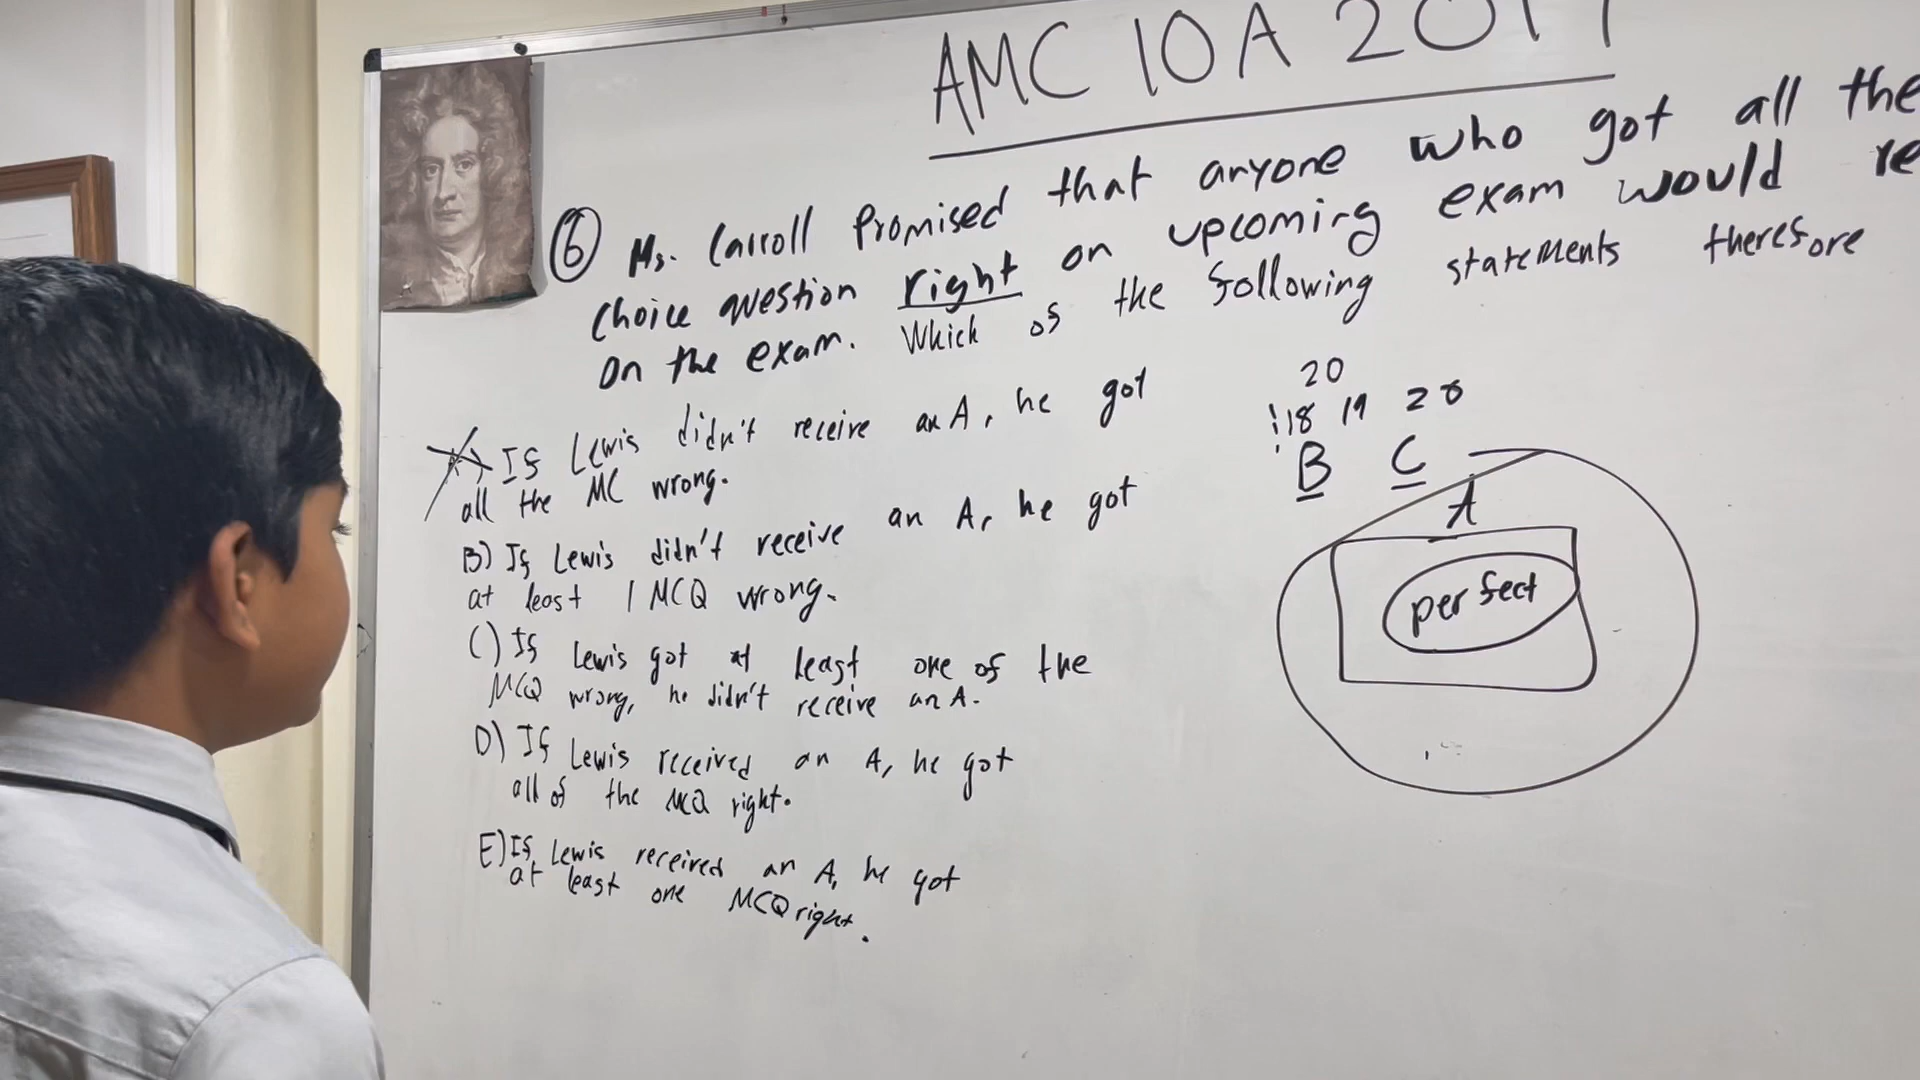 AMC 10A 2017
⑥ Ms. Carroll Promised that anyone who got all the
choice question right on upcoming exam would re
on the exam. Which of the following statements therefore
A) If Lewis didn't receive an A, he got
all the MC wrong.
B) If Lewis didn't receive an A, he got
at least 1 MCQ wrong.
C) If Lewis got at least one of the
MCQ wrong, he didn't receive an A.
D) If Lewis received an A, he got
all of the MCQ right.
E) If Lewis received an A, he got
at least one MCQ right.
20
18 19 20
B C
A
perfect